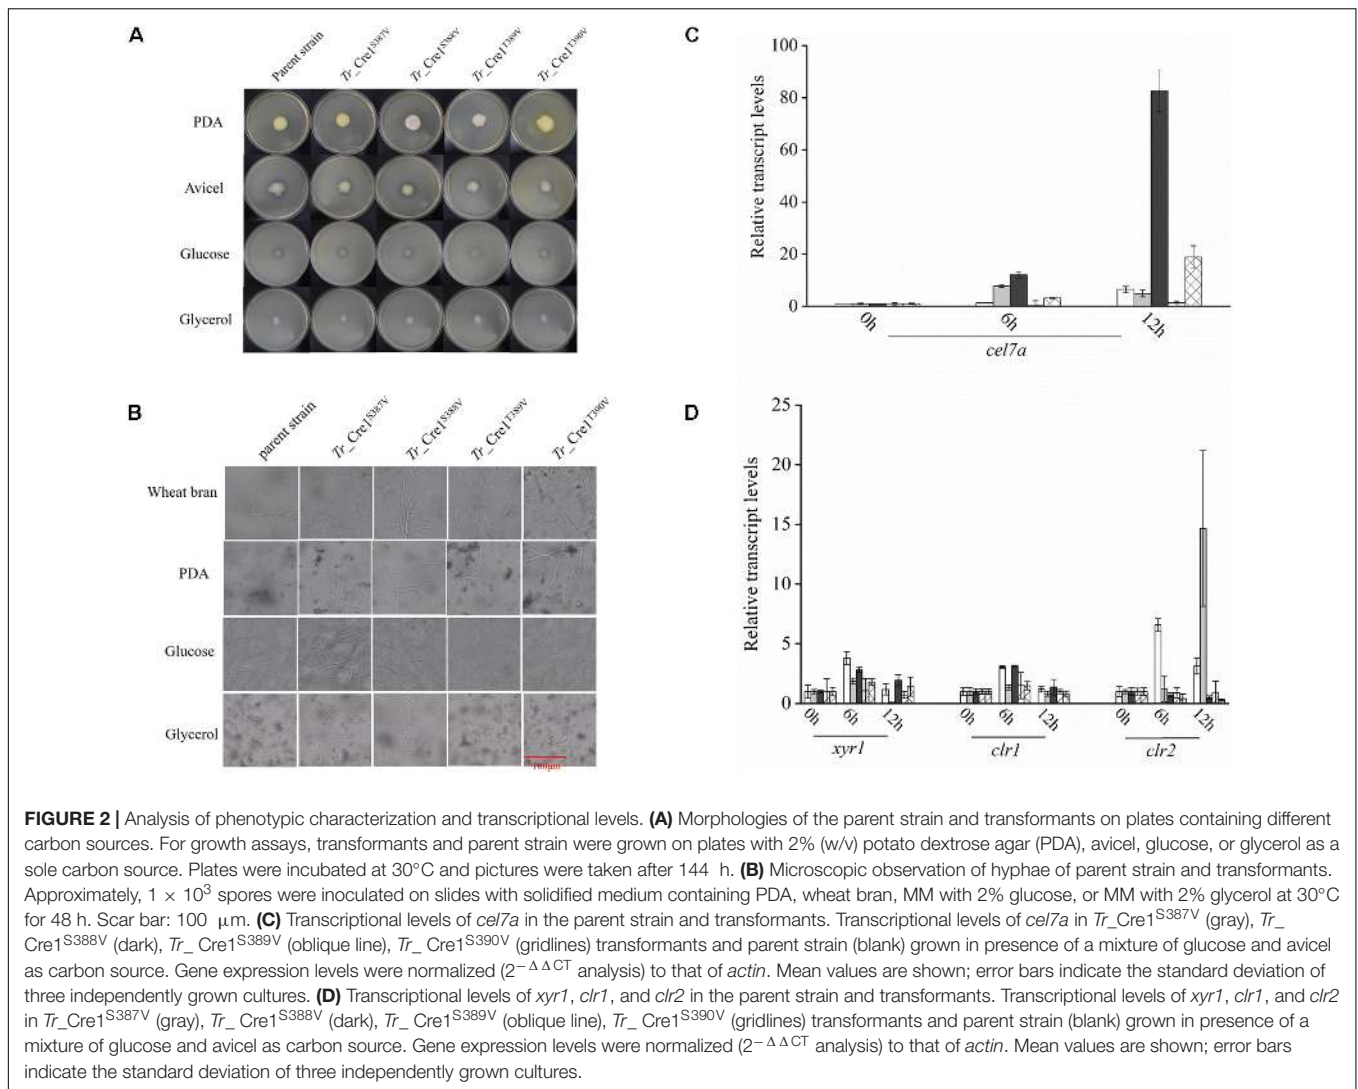 A
Parent strain
Tr_Cre1S387V
Tr_Cre1S388V
Tr_Cre1T389V
Tr_Cre1T390V
PDA
Avicel
Glucose
Glycerol
B
parent strain
Tr_Cre1S387V
Tr_Cre1S388V
Tr_Cre1T389V
Tr_Cre1T390V
Wheat bran
PDA
Glucose
Glycerol
100μm
C
Relative transcript levels
100
80
60
40
20
0
0h
6h
12h
cel7a
D
Relative transcript levels
25
20
15
10
5
0
0h
6h
12h
0h
6h
12h
0h
6h
12h
xyr1
clr1
clr2
FIGURE 2 | Analysis of phenotypic characterization and transcriptional levels. (A) Morphologies of the parent strain and transformants on plates containing different
carbon sources. For growth assays, transformants and parent strain were grown on plates with 2% (w/v) potato dextrose agar (PDA), avicel, glucose, or glycerol as a
sole carbon source. Plates were incubated at 30°C and pictures were taken after 144 h. (B) Microscopic observation of hyphae of parent strain and transformants.
Approximately, 1 × 10³ spores were inoculated on slides with solidified medium containing PDA, wheat bran, MM with 2% glucose, or MM with 2% glycerol at 30°C
for 48 h. Scar bar: 100 μm. (C) Transcriptional levels of cel7a in the parent strain and transformants. Transcriptional levels of cel7a in Tr_Cre1S387V (gray), Tr_
Cre1S388V (dark), Tr_ Cre1S389V (oblique line), Tr_ Cre1S390V (gridlines) transformants and parent strain (blank) grown in presence of a mixture of glucose and avicel
as carbon source. Gene expression levels were normalized (2−ΔΔCT analysis) to that of actin. Mean values are shown; error bars indicate the standard deviation of
three independently grown cultures. (D) Transcriptional levels of xyr1, clr1, and clr2 in the parent strain and transformants. Transcriptional levels of xyr1, clr1, and clr2
in Tr_Cre1S387V (gray), Tr_ Cre1S388V (dark), Tr_ Cre1S389V (oblique line), Tr_ Cre1S390V (gridlines) transformants and parent strain (blank) grown in presence of a
mixture of glucose and avicel as carbon source. Gene expression levels were normalized (2−ΔΔCT analysis) to that of actin. Mean values are shown; error bars
indicate the standard deviation of three independently grown cultures.